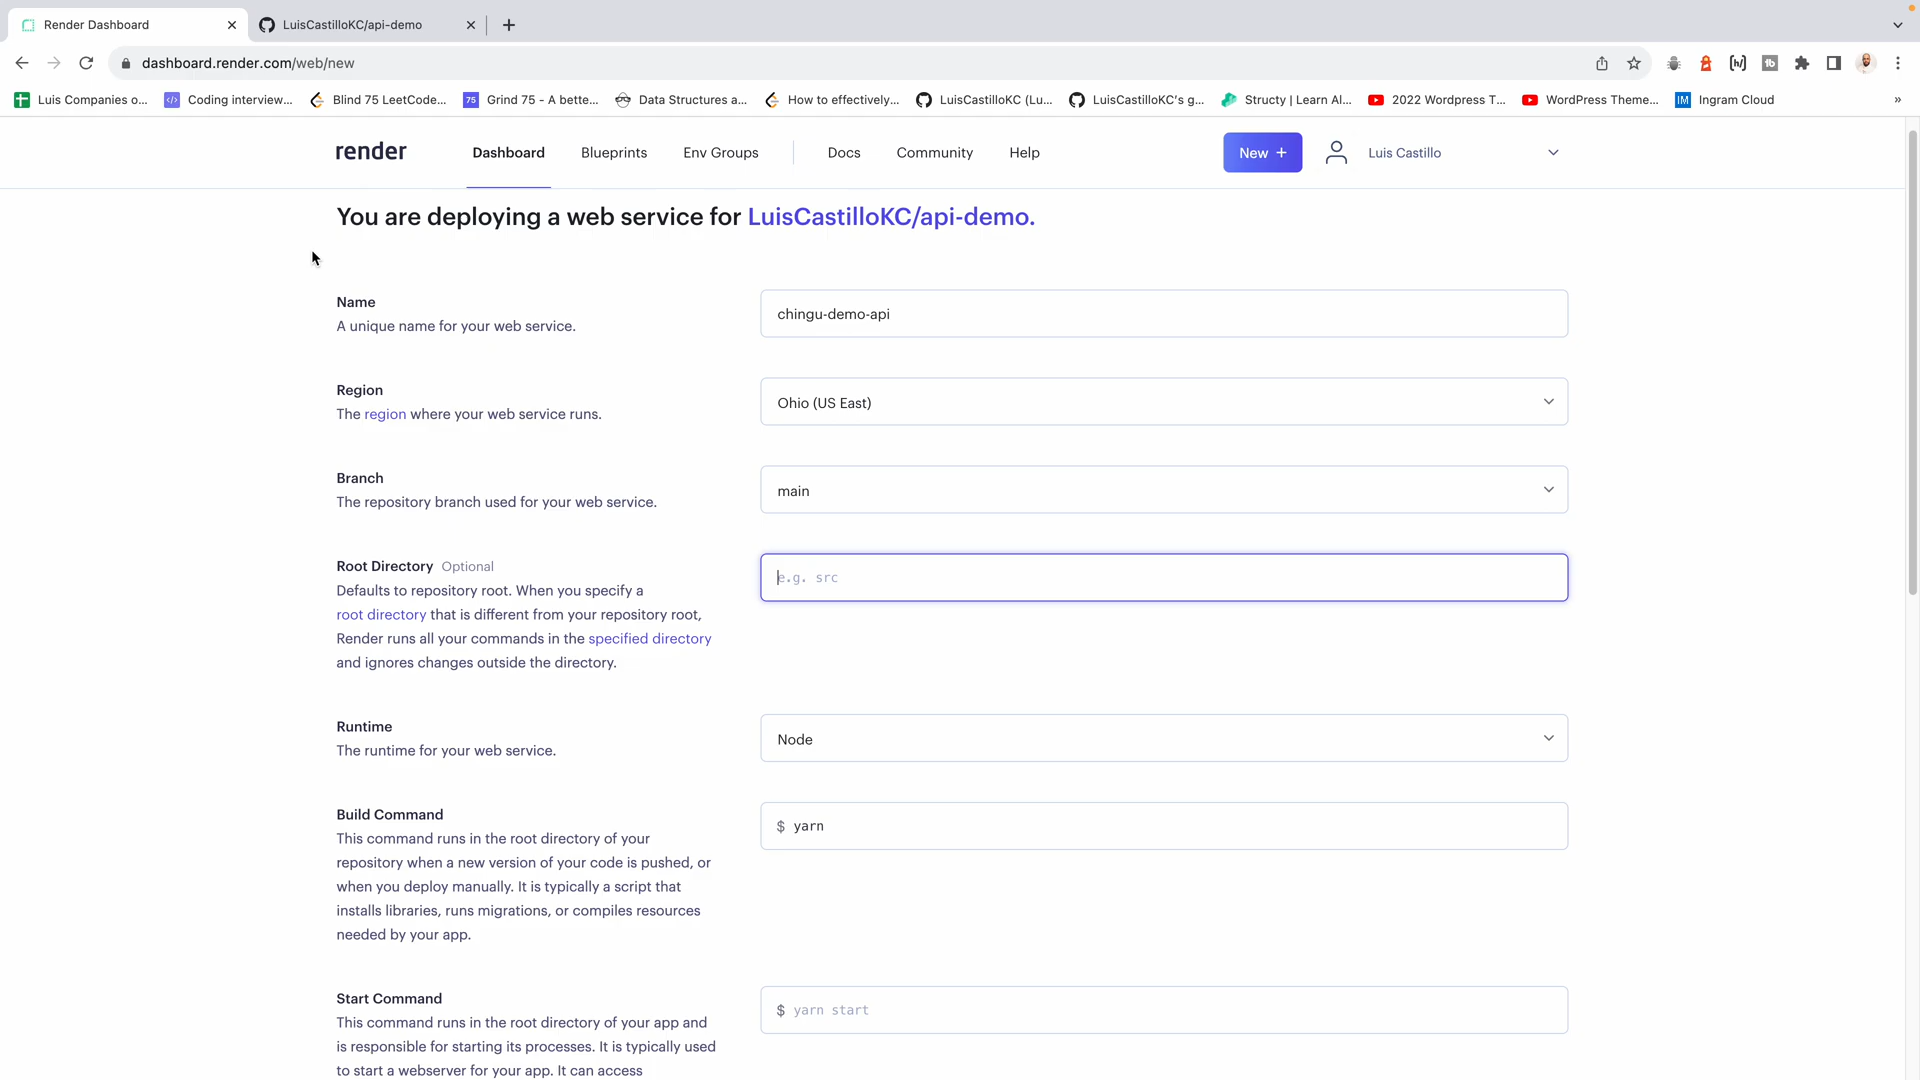 Render Dashboard
LuisCastilloKC/api-demo
dashboard.render.com/web/new
Luis Companies o...
Coding interview...
Blind 75 LeetCode...
75
Grind 75 - A bette...
Data Structures a...
How to effectively...
LuisCastilloKC (Lu...
LuisCastilloKC's g...
Structy | Learn Al...
2022 Wordpress T...
WordPress Theme...
IM
Ingram Cloud
»
render
Dashboard
Blueprints
Env Groups
Docs
Community
Help
New +
Luis Castillo
You are deploying a web service for LuisCastilloKC/api-demo.
Name
A unique name for your web service.
chingu-demo-api
Region
The region where your web service runs.
Ohio (US East)
Branch
The repository branch used for your web service.
main
Root Directory Optional
Defaults to repository root. When you specify a
root directory that is different from your repository root,
Render runs all your commands in the specified directory
and ignores changes outside the directory.
e.g. src
Runtime
The runtime for your web service.
Node
Build Command
This command runs in the root directory of your
repository when a new version of your code is pushed, or
when you deploy manually. It is typically a script that
installs libraries, runs migrations, or compiles resources
needed by your app.
$ yarn
Start Command
This command runs in the root directory of your app and
is responsible for starting its processes. It is typically used
to start a webserver for your app. It can access
$ yarn start